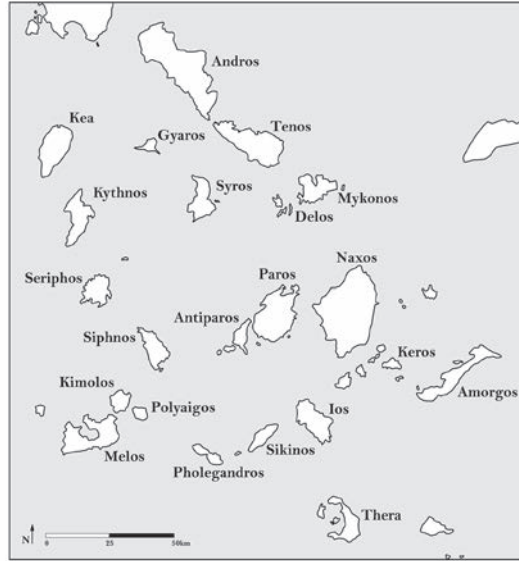 Andros
Kea
Gyaros
Tenos
Kythnos
Syros
Mykonos
Delos
Naxos
Seriphos
Paros
Antiparos
Siphnos
Keros
Kimolos
Amorgos
Polyaigos
Ios
Melos
Sikinos
Pholegandros
Thera
N
0 25 50km